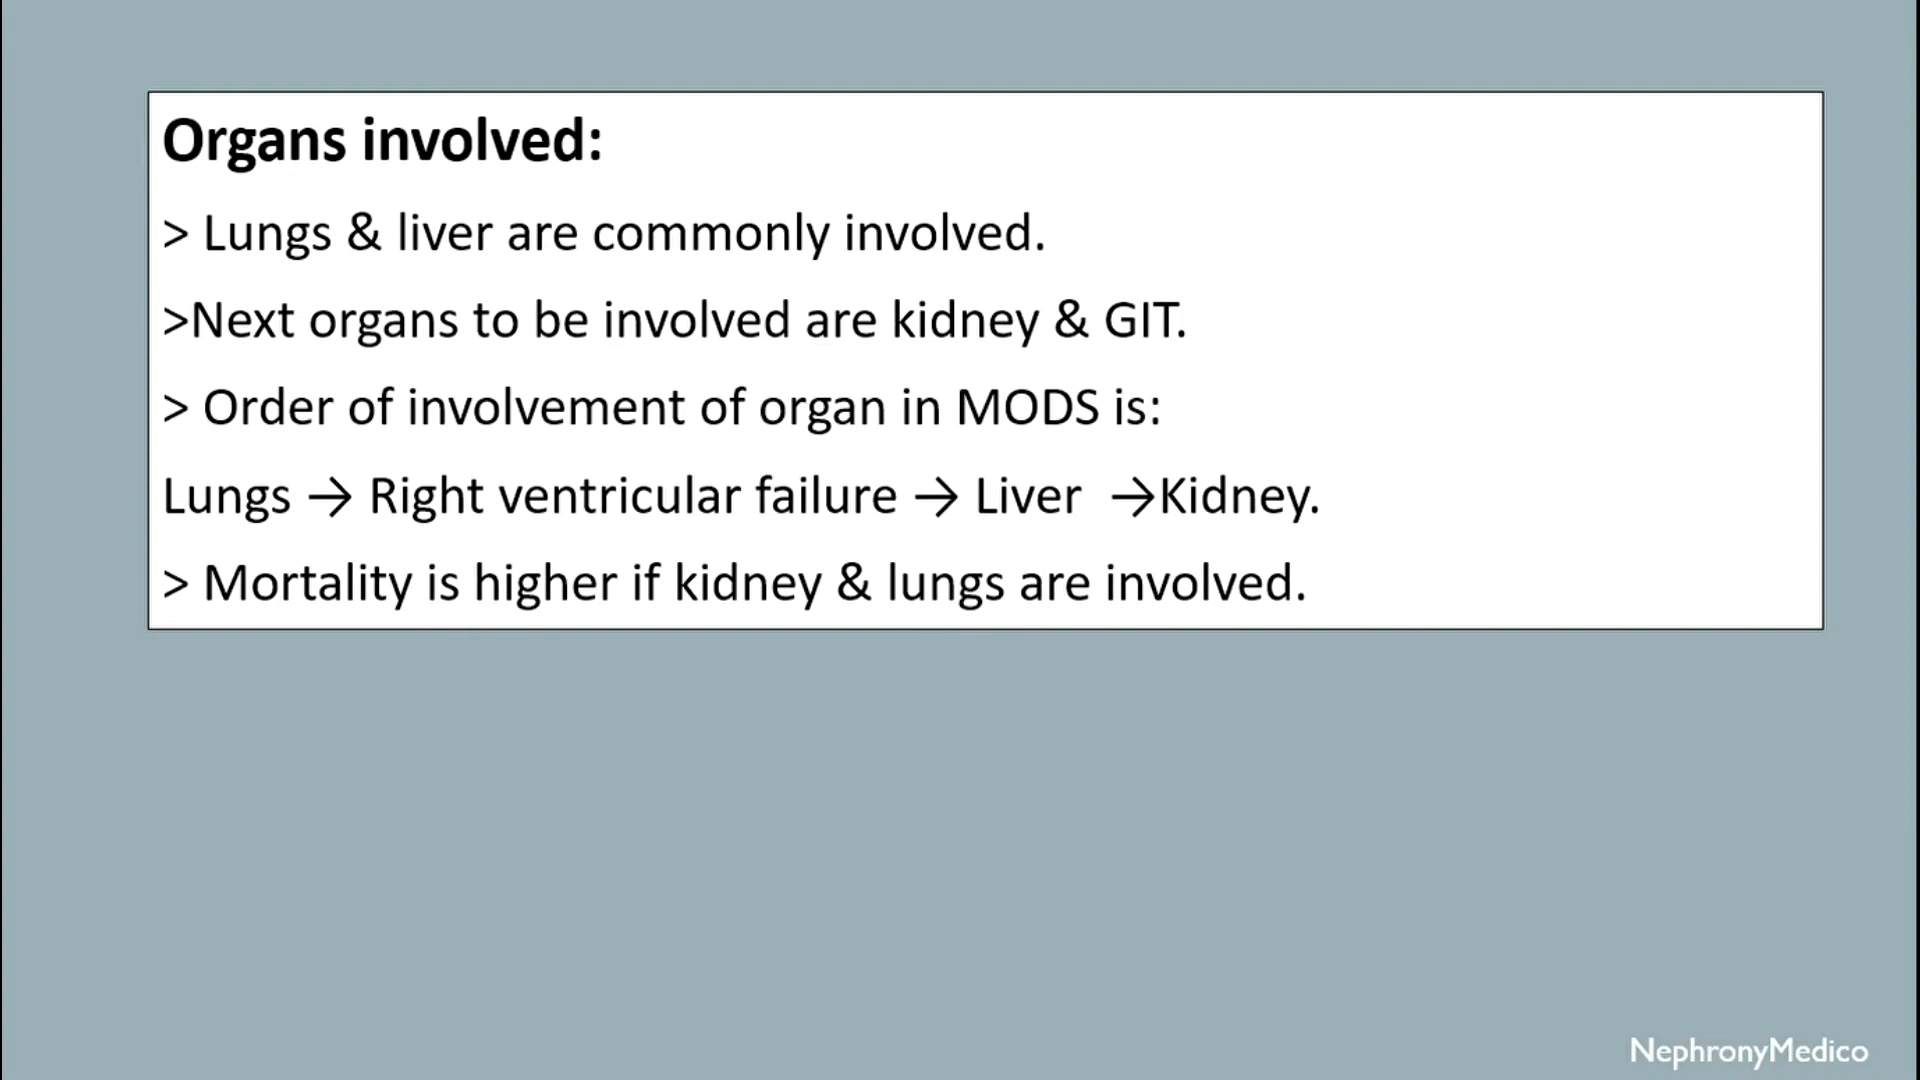 Organs involved:
> Lungs & liver are commonly involved.
>Next organs to be involved are kidney & GIT.
> Order of involvement of organ in MODS is:
Lungs → Right ventricular failure → Liver →Kidney.
> Mortality is higher if kidney & lungs are involved.
NephronyMedico